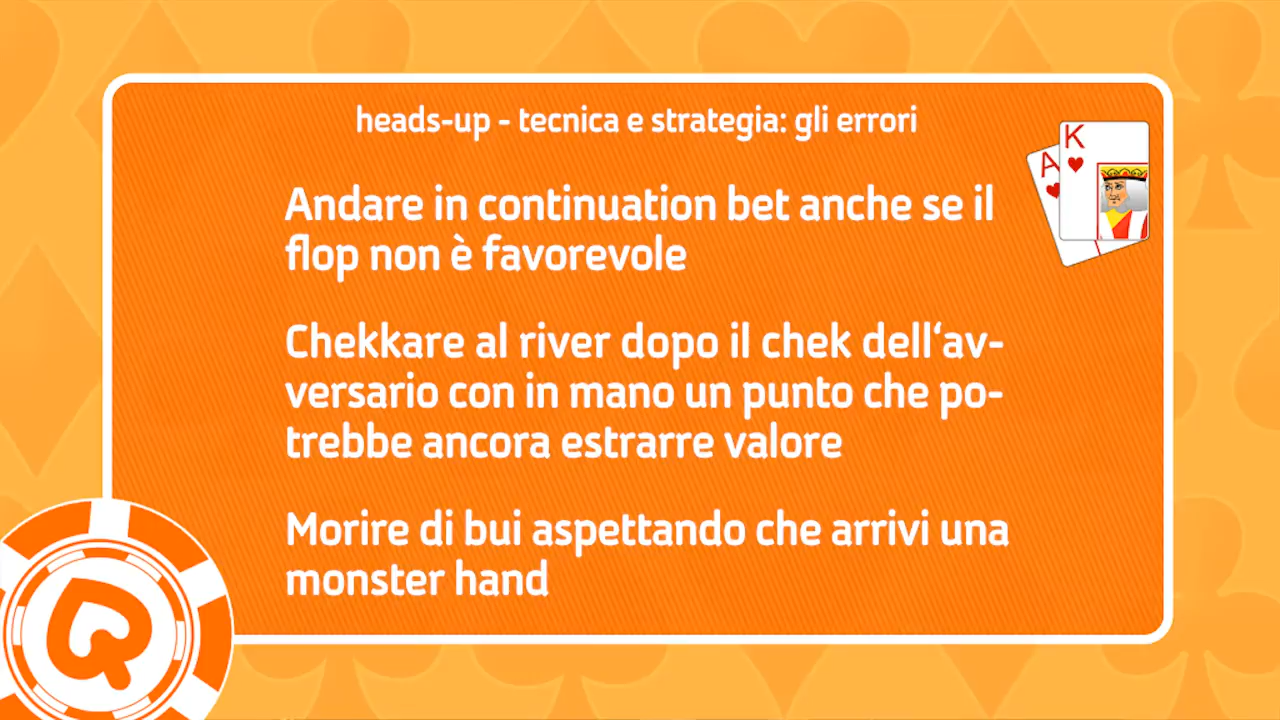 heads-up - tecnica e strategia: gli errori
A
K
Andare in continuation bet anche se il
flop non è favorevole
Chekkare al river dopo il chek dell‘av-
versario con in mano un punto che po-
trebbe ancora estrarre valore
Morire di bui aspettando che arrivi una
monster hand